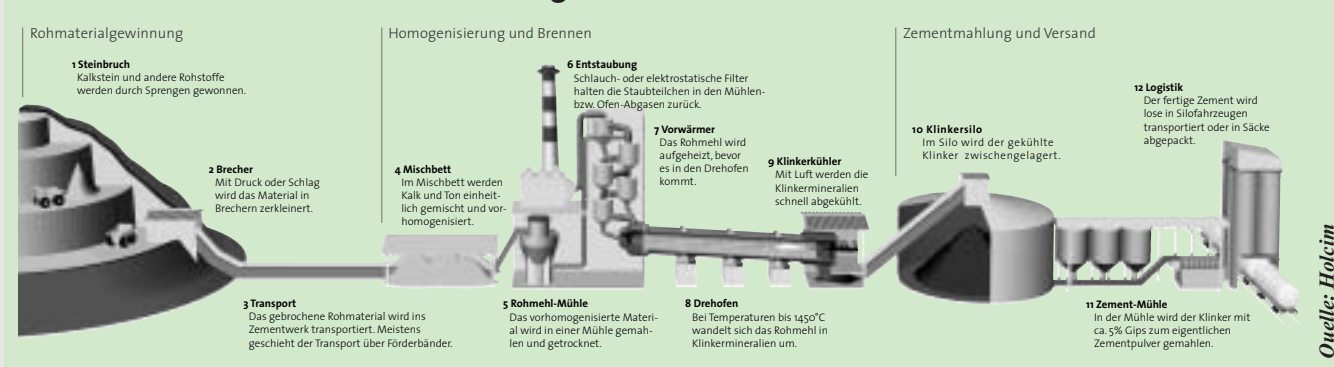 Rohmaterialgewinnung
1 Steinbruch
Kalkstein und andere Rohstoffe
werden durch Sprengen gewonnen.
2 Brecher
Mit Druck oder Schlag
wird das Material in
Brechern zerkleinert.
3 Transport
Das gebrochene Rohmaterial wird ins
Zementwerk transportiert. Meistens
geschieht der Transport über Förderbänder.
Homogenisierung und Brennen
4 Mischbett
Im Mischbett werden
Kalk und Ton einheit-
lich gemischt und vor-
homogenisiert.
5 Rohmehl-Mühle
Das vorhomogenisierte Materi-
al wird in einer Mühle gemah-
len und getrocknet.
6 Entstaubung
Schlauch- oder elektrostatische Filter
halten die Staubteilchen in den Mühlen-
bzw. Ofen-Abgasen zurück.
7 Vorwärmer
Das Rohmehl wird
aufgeheizt, bevor
es in den Drehofen
kommt.
8 Drehofen
Bei Temperaturen bis 1450°C
wandelt sich das Rohmehl in
Klinkermineralien um.
9 Klinkerkühler
Mit Luft werden die
Klinkermineralien
schnell abgekühlt.
Zementmahlung und Versand
10 Klinkersilo
Im Silo wird der gekühlte
Klinker zwischengelagert.
11 Zement-Mühle
In der Mühle wird der Klinker mit
ca. 5% Gips zum eigentlichen
Zementpulver gemahlen.
12 Logistik
Der fertige Zement wird
lose in Silofahrzeugen
transportiert oder in Säcke
abgepackt.
Quelle: Holcim